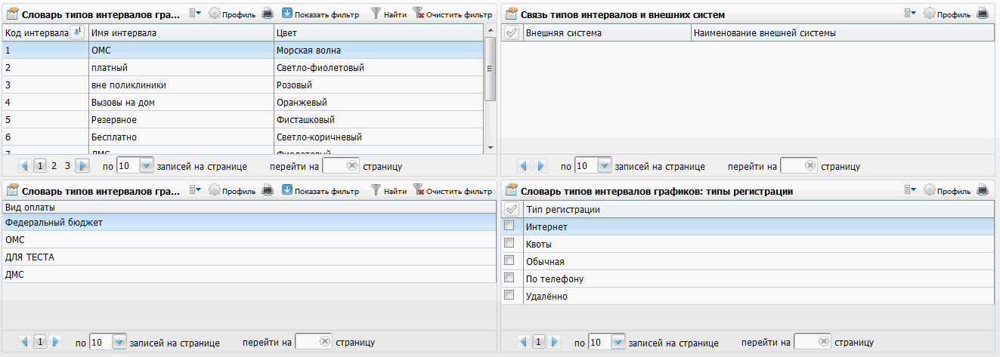 Словарь типов интервалов гра... Профиль Показать фильтр Найти Очистить фильтр
Код интервала Имя интервала Цвет
1 ОМС Морская волна
2 платный Светло-фиолетовый
3 вне поликлиники Розовый
4 Вызовы на дом Оранжевый
5 Резервное Фисташковый
6 Бесплатно Светло-коричневый
7 ДМС Фиолетовый
1 2 3 по 10 записей на странице перейти на страницу
Связь типов интервалов и внешних систем Профиль
Внешняя система Наименование внешней системы
по 10 записей на странице перейти на страницу
Словарь типов интервалов гра... Профиль Показать фильтр Найти Очистить фильтр
Вид оплаты
Федеральный бюджет
ОМС
ДЛЯ ТЕСТА
ДМС
1 по 10 записей на странице перейти на страницу
Словарь типов интервалов графиков: типы регистрации Профиль
Тип регистрации
Интернет
Квоты
Обычная
По телефону
Удалённо
1 по 10 записей на странице перейти на страницу